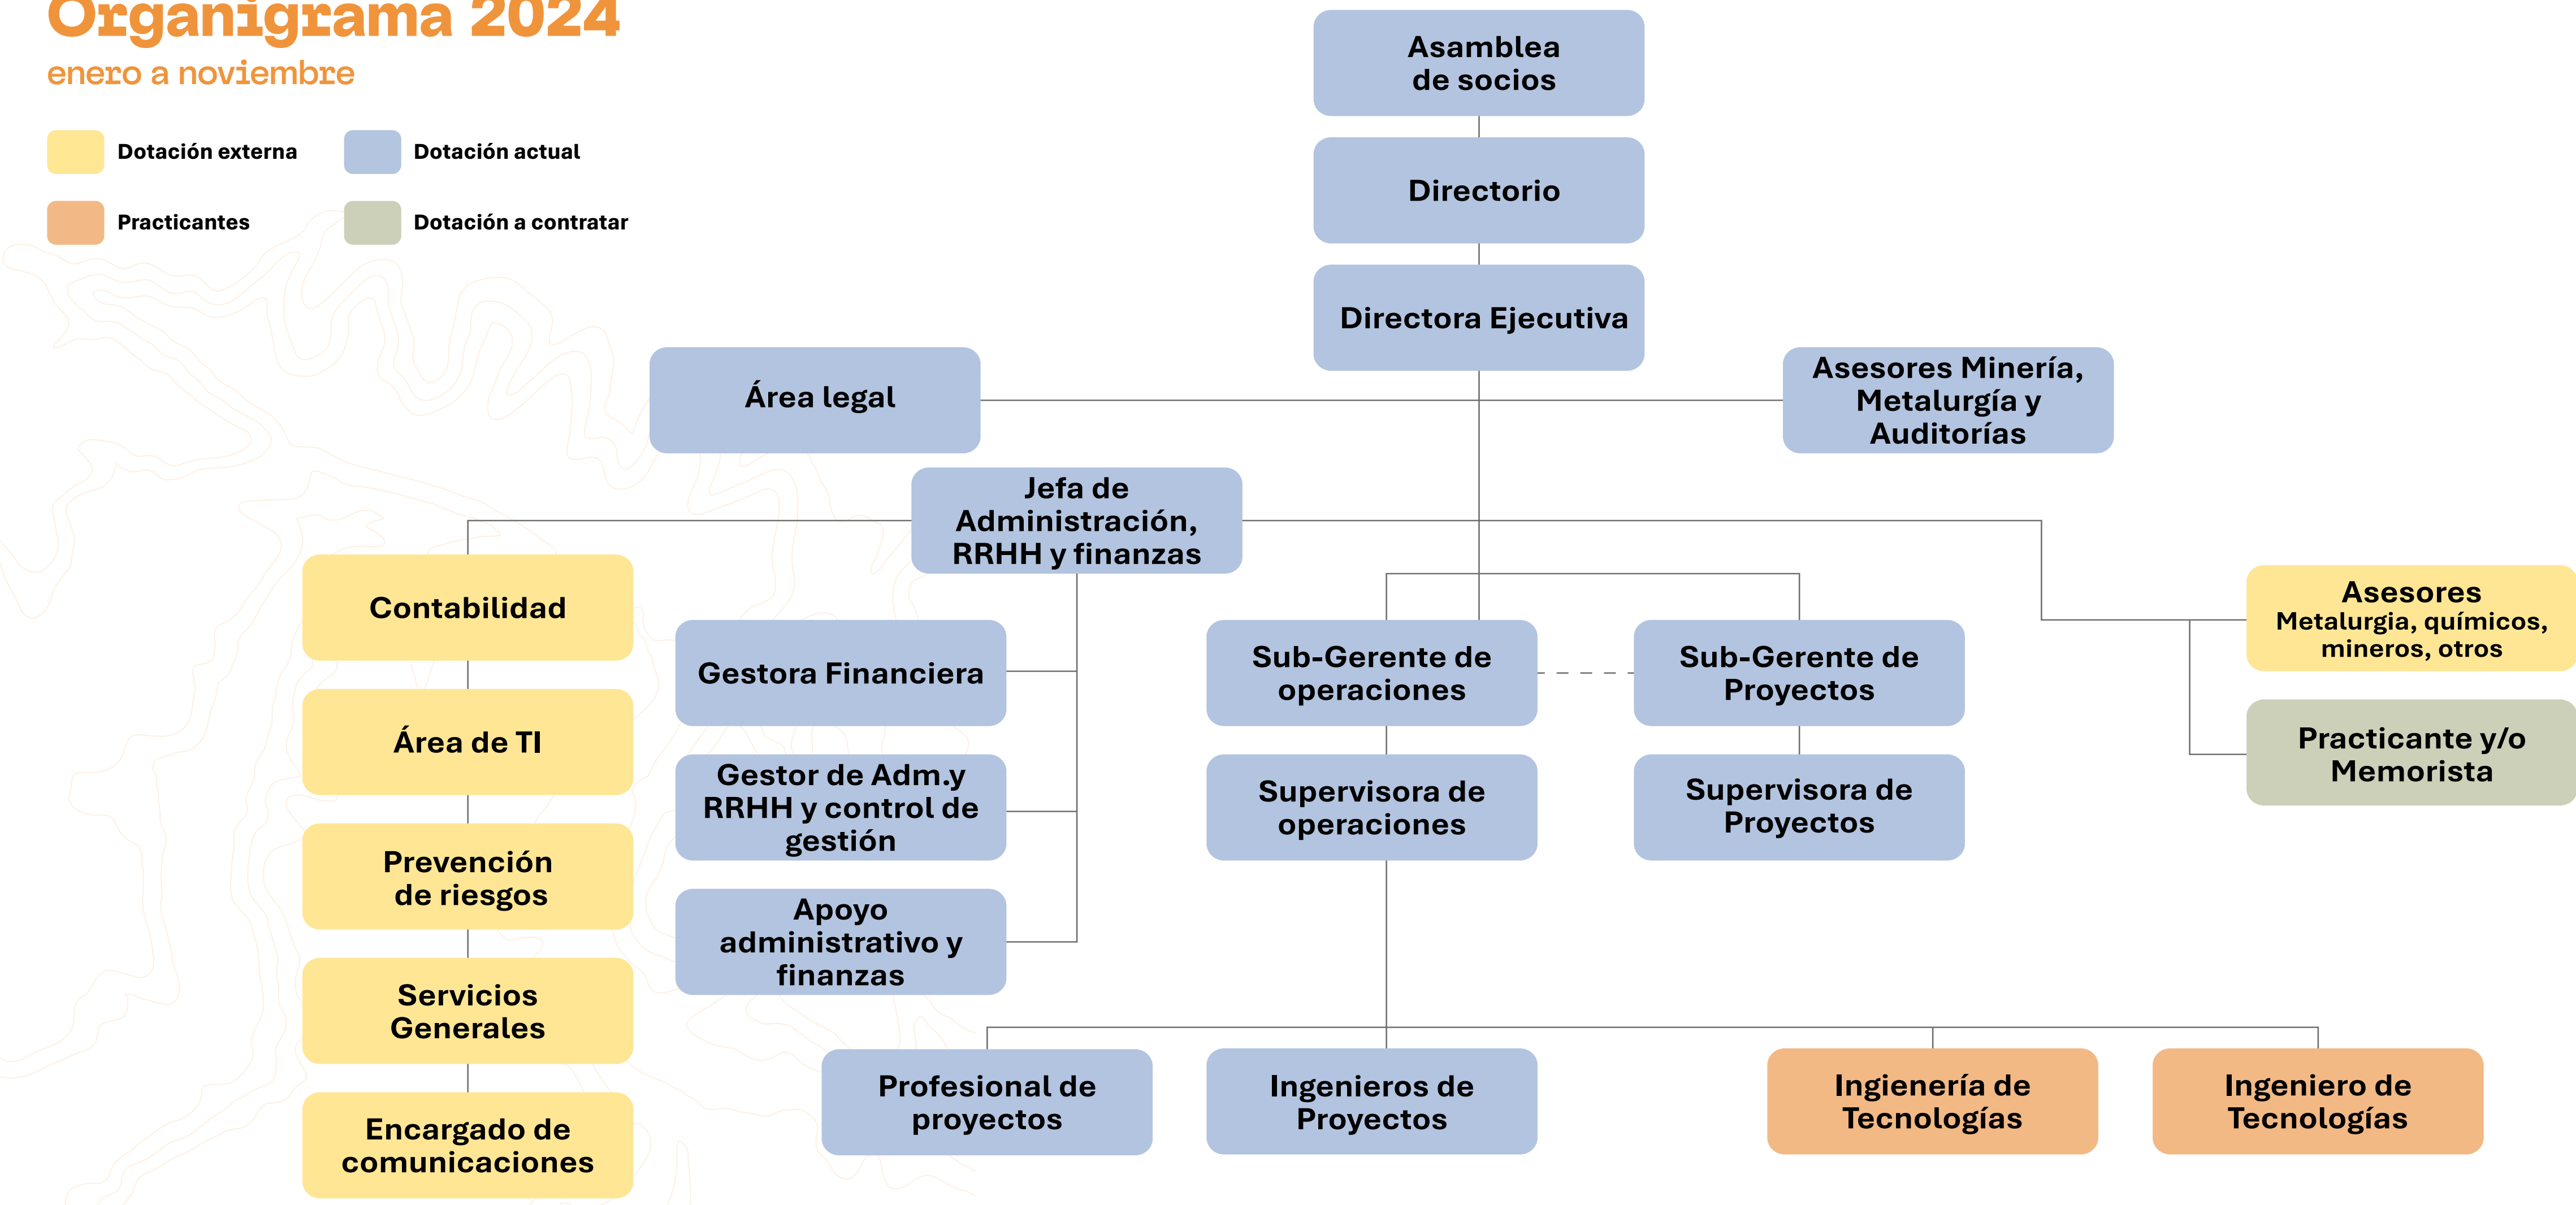 Organigrama 2024
enero a noviembre
Dotación externa
Dotación actual
Practicantes
Dotación a contratar
Asamblea
de socios
Directorio
Directora Ejecutiva
Área legal
Asesores Minería,
Metalurgía y
Auditorías
Jefa de
Administración,
RRHH y finanzas
Contabilidad
Área de TI
Prevención
de riesgos
Servicios
Generales
Encargado de
comunicaciones
Gestora Financiera
Gestor de Adm.y
RRHH y control de
gestión
Apoyo
administrativo y
finanzas
Sub-Gerente de
operaciones
Sub-Gerente de
Proyectos
Supervisora de
operaciones
Supervisora de
Proyectos
Asesores
Metalurgia, químicos,
mineros, otros
Practicante y/o
Memorista
Profesional de
proyectos
Ingenieros de
Proyectos
Ingienería de
Tecnologías
Ingeniero de
Tecnologías